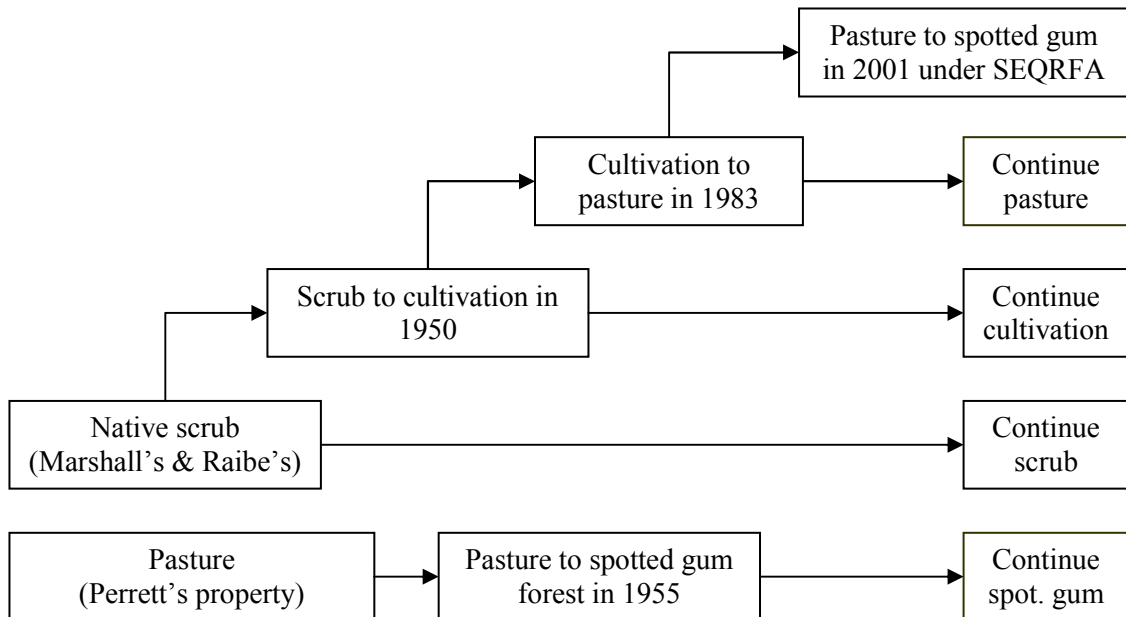 Pasture to spotted gum
in 2001 under SEQRFA
Cultivation to
pasture in 1983
Continue
pasture
Scrub to cultivation in
1950
Continue
cultivation
Native scrub
(Marshall’s & Raibe’s)
Continue
scrub
Pasture
(Perrett’s property)
Pasture to spotted gum
forest in 1955
Continue
spot. gum